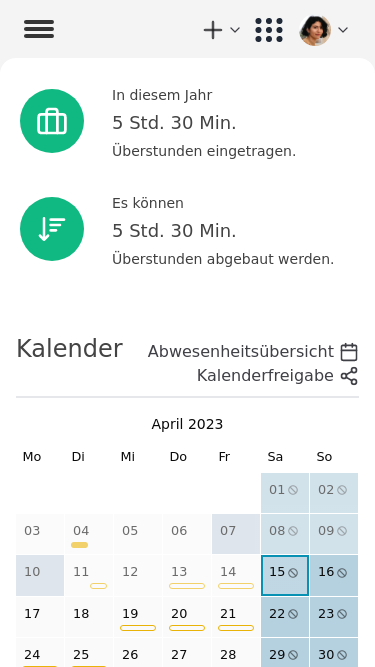 In diesem Jahr
5 Std. 30 Min.
Überstunden eingetragen.
Es können
5 Std. 30 Min.
Überstunden abgebaut werden.
Kalender
Abwesenheitsübersicht
Kalenderfreigabe
April 2023
Mo Di Mi Do Fr Sa So
01 02
03 04 05 06 07 08 09
10 11 12 13 14 15 16
17 18 19 20 21 22 23
24 25 26 27 28 29 30